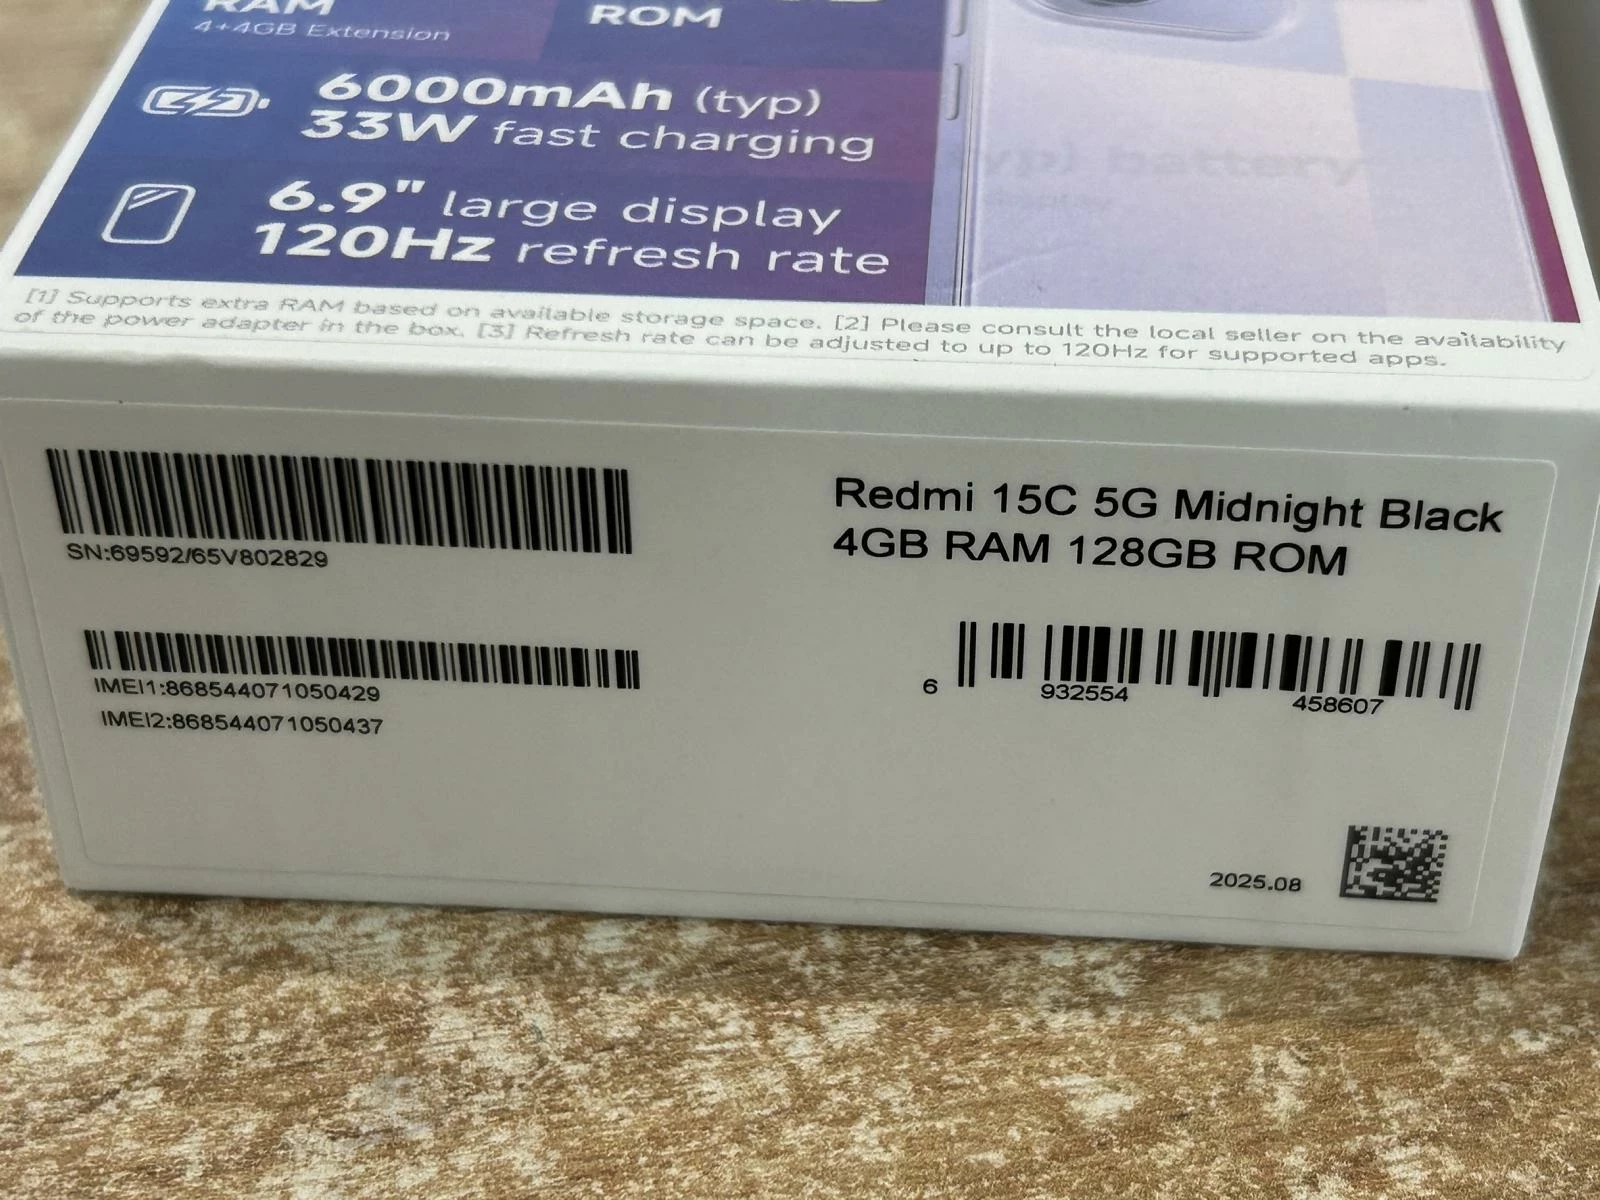 RAM
ROM
4+4GB Extension
6000mAh (typ)
33W fast charging
6.9" large display
120Hz refresh rate
[1] Supports extra RAM based on available storage space. [2] Please consult the local seller on the availability
of the power adapter in the box. [3] Refresh rate can be adjusted to up to 120Hz for supported apps.
SN:69592/65V802829
Redmi 15C 5G Midnight Black
4GB RAM 128GB ROM
IMEI1:868544071050429
IMEI2:868544071050437
6 932554 458607
2025.08